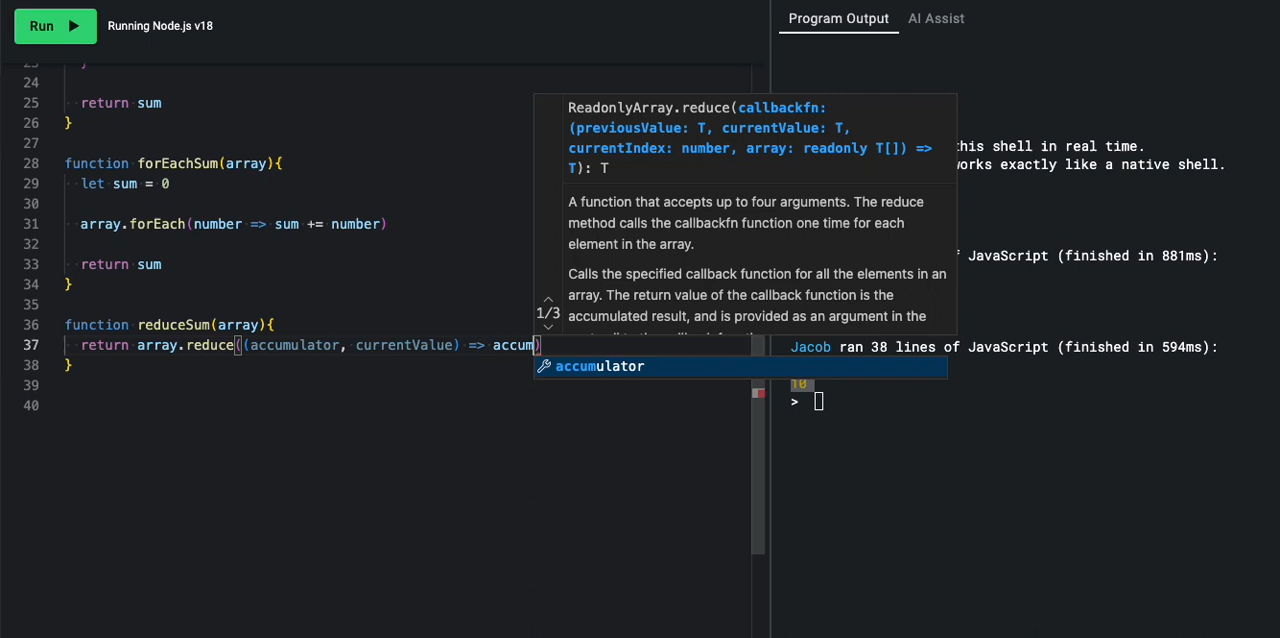 Run
Running Node.js v18
Program Output
AI Assist
24
25 return sum
26 }
27
28 function forEachSum(array){
29 let sum = 0
30
31 array.forEach(number => sum += number)
32
33 return sum
34 }
35
36 function reduceSum(array){
37 return array.reduce((accumulator, currentValue) => accum)
38 }
39
40
ReadonlyArray.reduce(callbackfn:
(previousValue: T, currentValue: T,
currentIndex: number, array: readonly T[]) =>
T): T
A function that accepts up to four arguments. The reduce
method calls the callbackfn function one time for each
element in the array.
Calls the specified callback function for all the elements in an
array. The return value of the callback function is the
accumulated result, and is provided as an argument in the
1/3
accumulator
this shell in real time.
works exactly like a native shell.
f JavaScript (finished in 881ms):
Jacob ran 38 lines of JavaScript (finished in 594ms):
10
>